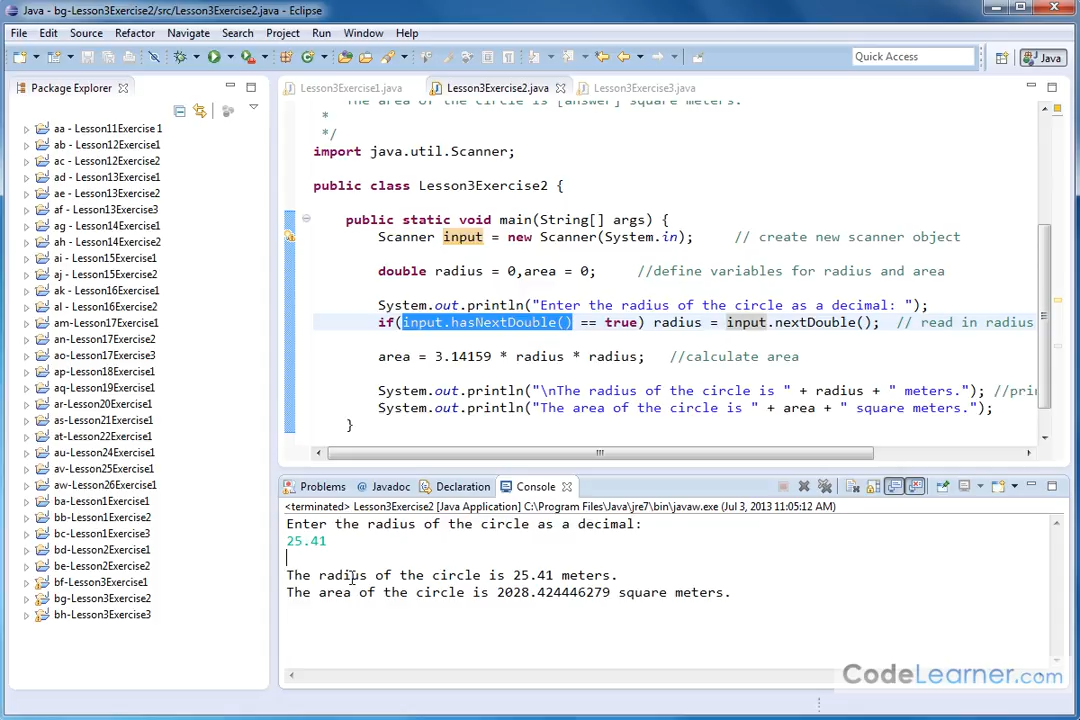 Java - bg-Lesson3Exercise2/src/Lesson3Exercise2.java - Eclipse
File Edit Source Refactor Navigate Search Project Run Window Help
Quick Access
Java
Package Explorer
Lesson3Exercise1.java
Lesson3Exercise2.java
Lesson3Exercise3.java
aa - Lesson11Exercise1
ab - Lesson12Exercise1
ac - Lesson12Exercise2
ad - Lesson13Exercise1
ae - Lesson13Exercise2
af - Lesson13Exercise3
ag - Lesson14Exercise1
ah - Lesson14Exercise2
ai - Lesson15Exercise1
aj - Lesson15Exercise2
ak - Lesson16Exercise1
al - Lesson16Exercise2
am-Lesson17Exercise1
an-Lesson17Exercise2
ao-Lesson17Exercise3
ap-Lesson18Exercise1
aq-Lesson19Exercise1
ar-Lesson20Exercise1
as-Lesson21Exercise1
at-Lesson22Exercise1
au-Lesson24Exercise1
av-Lesson25Exercise1
aw-Lesson26Exercise1
ba-Lesson1Exercise1
bb-Lesson1Exercise2
bc-Lesson1Exercise3
bd-Lesson2Exercise1
be-Lesson2Exercise2
bf-Lesson3Exercise1
bg-Lesson3Exercise2
bh-Lesson3Exercise3
The area of the circle is [answer] square meters.
*
*/
import java.util.Scanner;
public class Lesson3Exercise2 {
public static void main(String[] args) {
Scanner input = new Scanner(System.in); // create new scanner object
double radius = 0,area = 0; //define variables for radius and area
System.out.println("Enter the radius of the circle as a decimal: ");
if(input.hasNextDouble() == true) radius = input.nextDouble(); // read in radius
area = 3.14159 * radius * radius; //calculate area
System.out.println("\nThe radius of the circle is " + radius + " meters."); //pri
System.out.println("The area of the circle is " + area + " square meters.");
}
Problems
Javadoc
Declaration
Console
<terminated> Lesson3Exercise2 [Java Application] C:\Program Files\Java\jre7\bin\javaw.exe (Jul 3, 2013 11:05:12 AM)
Enter the radius of the circle as a decimal:
25.41
The radius of the circle is 25.41 meters.
The area of the circle is 2028.424446279 square meters.
CodeLearner.com